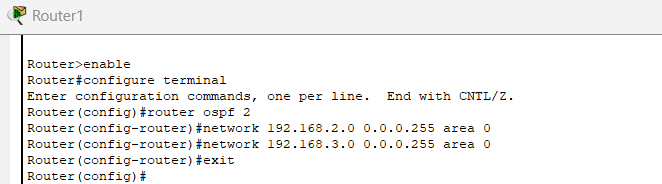 Router1
Router>enable
Router#configure terminal
Enter configuration commands, one per line.  End with CNTL/Z.
Router(config)#router ospf 2
Router(config-router)#network 192.168.2.0 0.0.0.255 area 0
Router(config-router)#network 192.168.3.0 0.0.0.255 area 0
Router(config-router)#exit
Router(config)#